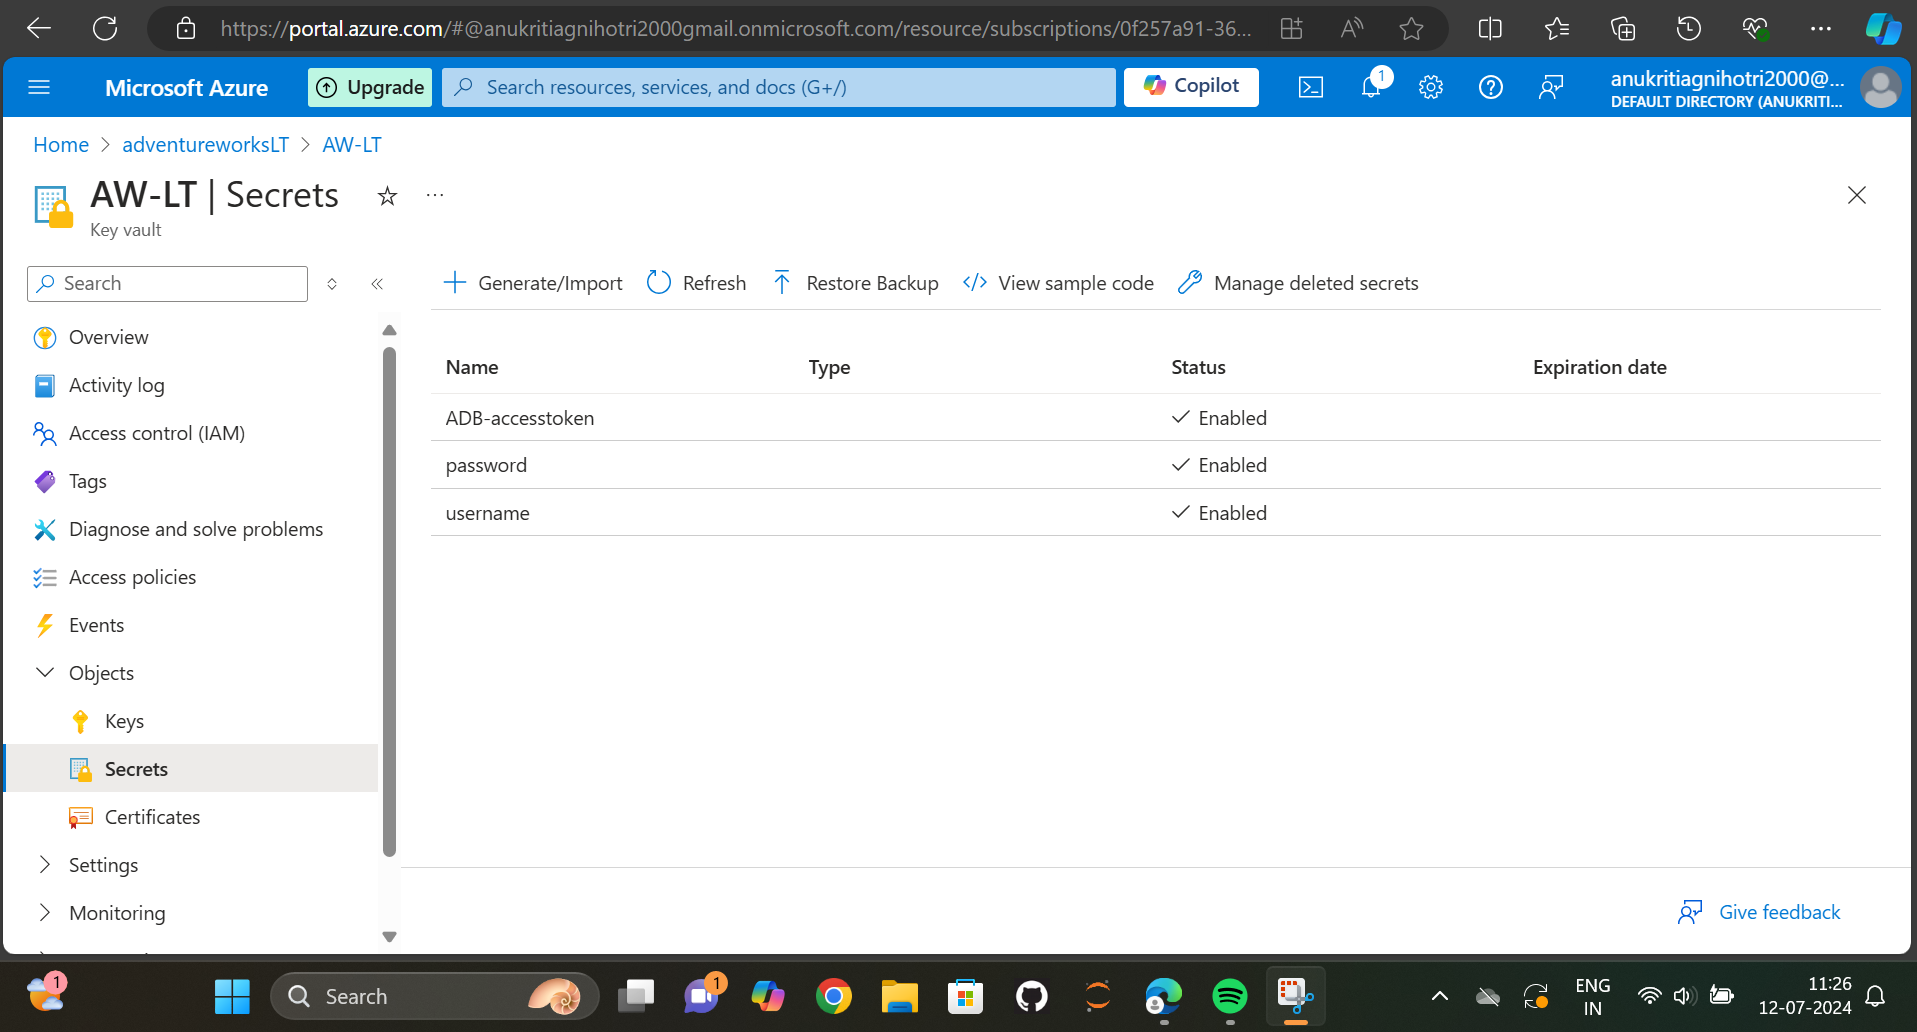 https://portal.azure.com/#@anukritiagnihotri2000gmail.onmicrosoft.com/resource/subscriptions/0f257a91-36...
Microsoft Azure
Upgrade
Search resources, services, and docs (G+/)
Copilot
1
anukritiagnihotri2000@...
DEFAULT DIRECTORY (ANUKRITI...
Home > adventureworksLT > AW-LT
AW-LT | Secrets
Key vault
Search
Generate/Import
Refresh
Restore Backup
View sample code
Manage deleted secrets
Overview
Activity log
Access control (IAM)
Tags
Diagnose and solve problems
Access policies
Events
Objects
Keys
Secrets
Certificates
Settings
Monitoring
Name Type Status Expiration date
ADB-accesstoken Enabled
password Enabled
username Enabled
Give feedback
1
Search
1
ENG
IN
11:26
12-07-2024